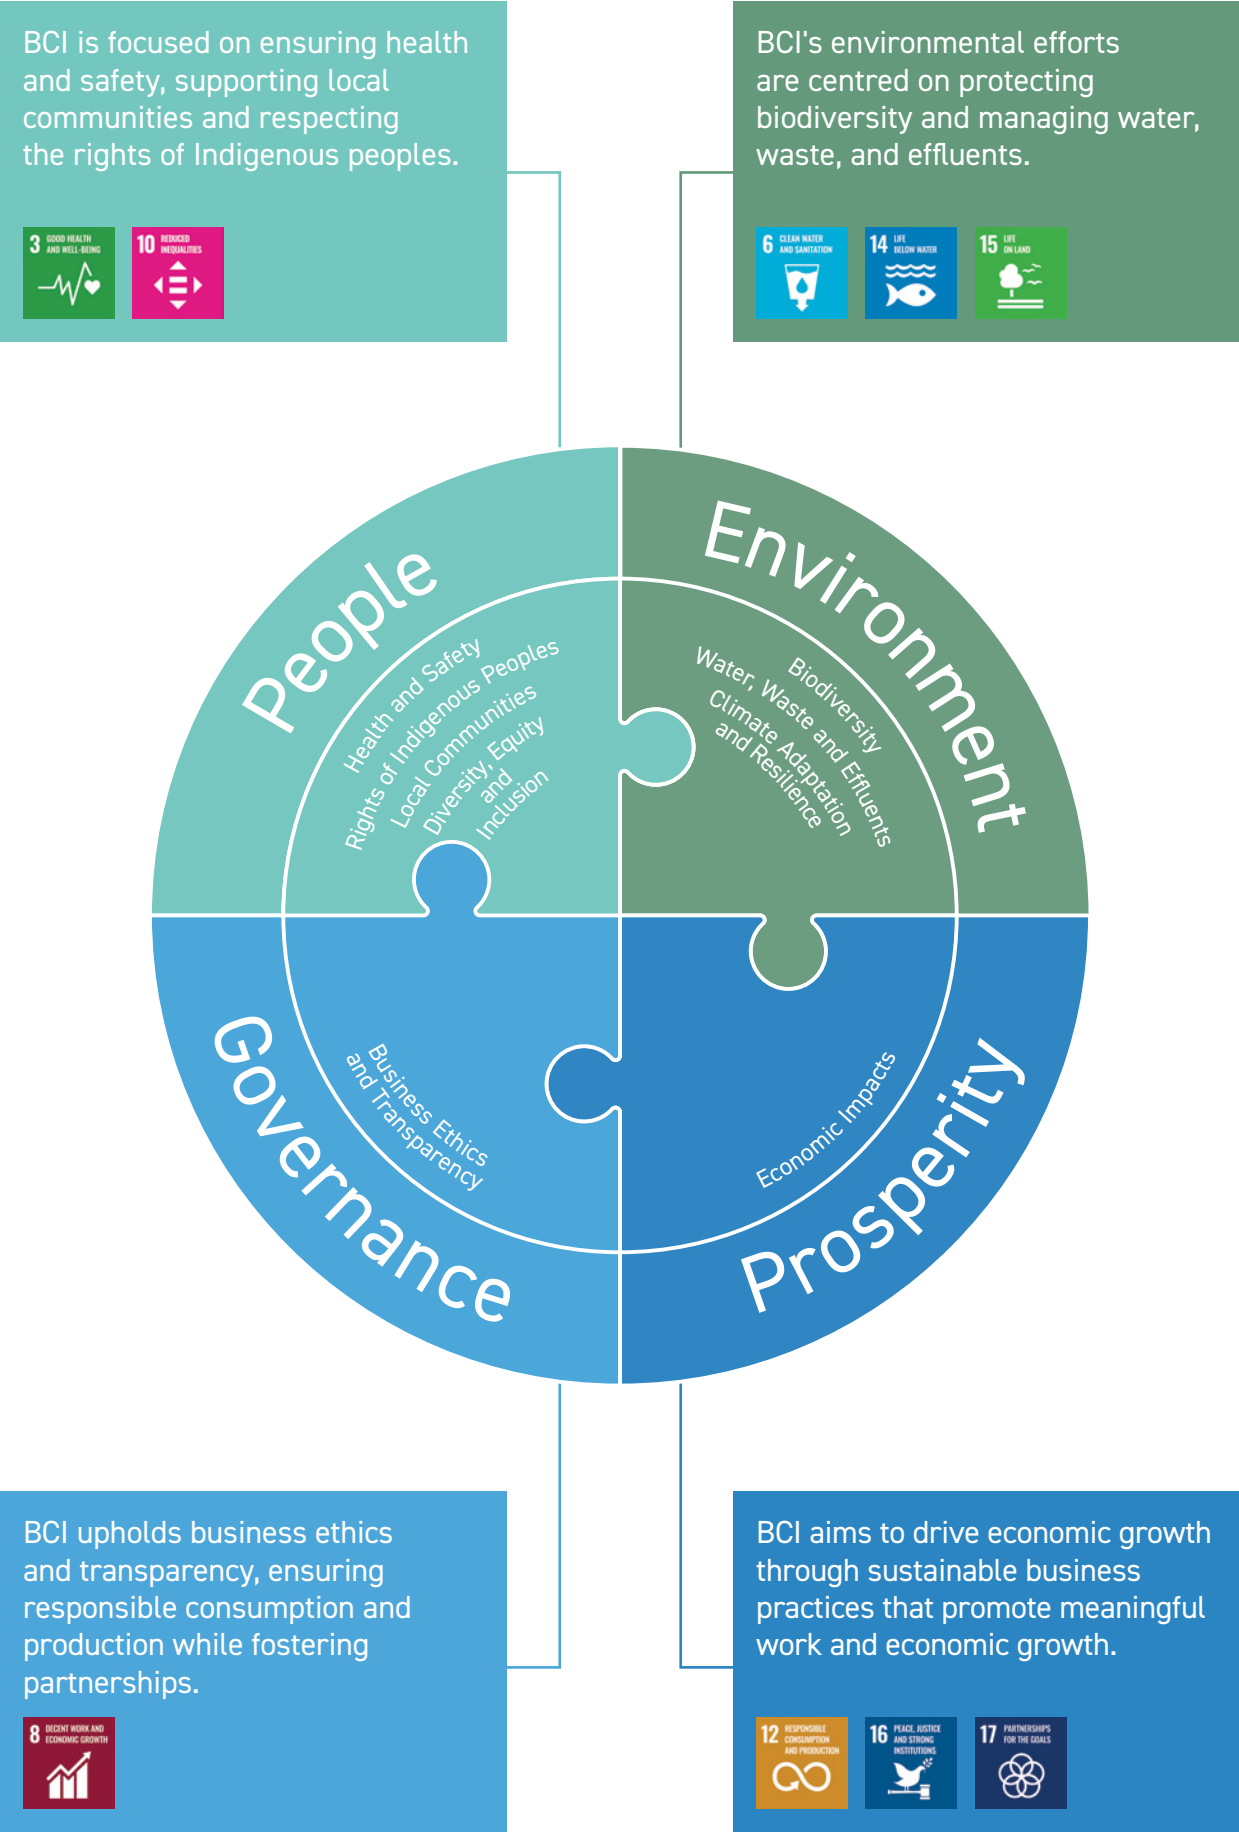 BCI is focused on ensuring health
and safety, supporting local
communities and respecting
the rights of Indigenous peoples.
3 GOOD HEALTH
AND WELL-BEING
10 REDUCED
INEQUALITIES
BCI's environmental efforts
are centred on protecting
biodiversity and managing water,
waste, and effluents.
6 CLEAN WATER
AND SANITATION
14 LIFE
BELOW WATER
15 LIFE
ON LAND
People
Health and Safety
Rights of Indigenous Peoples
Local Communities
Diversity, Equity
and
Inclusion
Environment
Biodiversity
Water, Waste and Effluents
Climate Adaptation
and Resilience
Governance
Business Ethics
and Transparency
Prosperity
Economic Impacts
BCI upholds business ethics
and transparency, ensuring
responsible consumption and
production while fostering
partnerships.
8 DECENT WORK AND
ECONOMIC GROWTH
BCI aims to drive economic growth
through sustainable business
practices that promote meaningful
work and economic growth.
12 RESPONSIBLE
CONSUMPTION
AND PRODUCTION
16 PEACE, JUSTICE
AND STRONG
INSTITUTIONS
17 PARTNERSHIPS
FOR THE GOALS